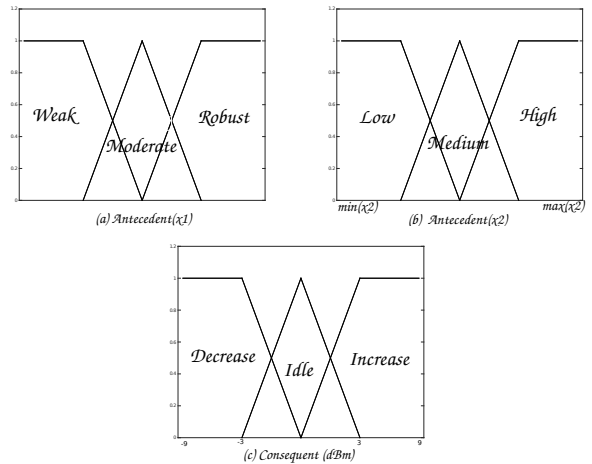 1.2
1
0.8
0.6
0.4
0.2
0
Weak
Moderate
Robust
(a) Antecedent(x1)
1.2
1
0.8
0.6
0.4
0.2
0
Low
Medium
High
min(x2)
max(x2)
(b) Antecedent(x2)
1.2
1
0.8
0.6
0.4
0.2
0
Decrease
Idle
Increase
-9
-3
3
9
(c) Consequent (dBm)